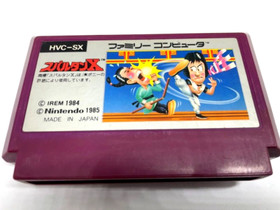 HVC-SX
スパルタンX
ファミリー コンピュータ
© IREM 1984
© Nintendo 1985
MADE IN JAPAN